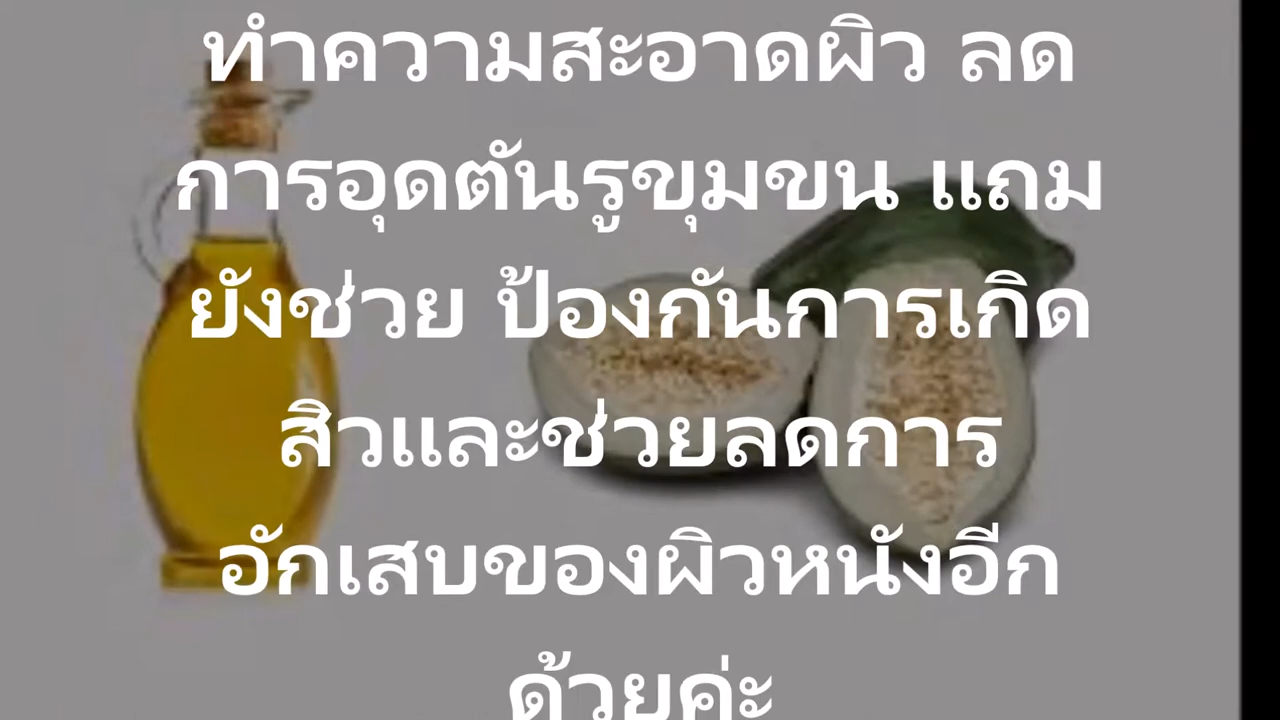 ทำความสะอาดผิว ลด
การอุดตันรูขุมขน แถม
ยังช่วย ป้องกันการเกิด
สิวและช่วยลดการ
อักเสบของผิวหนังอีก
ด้วยค่ะ